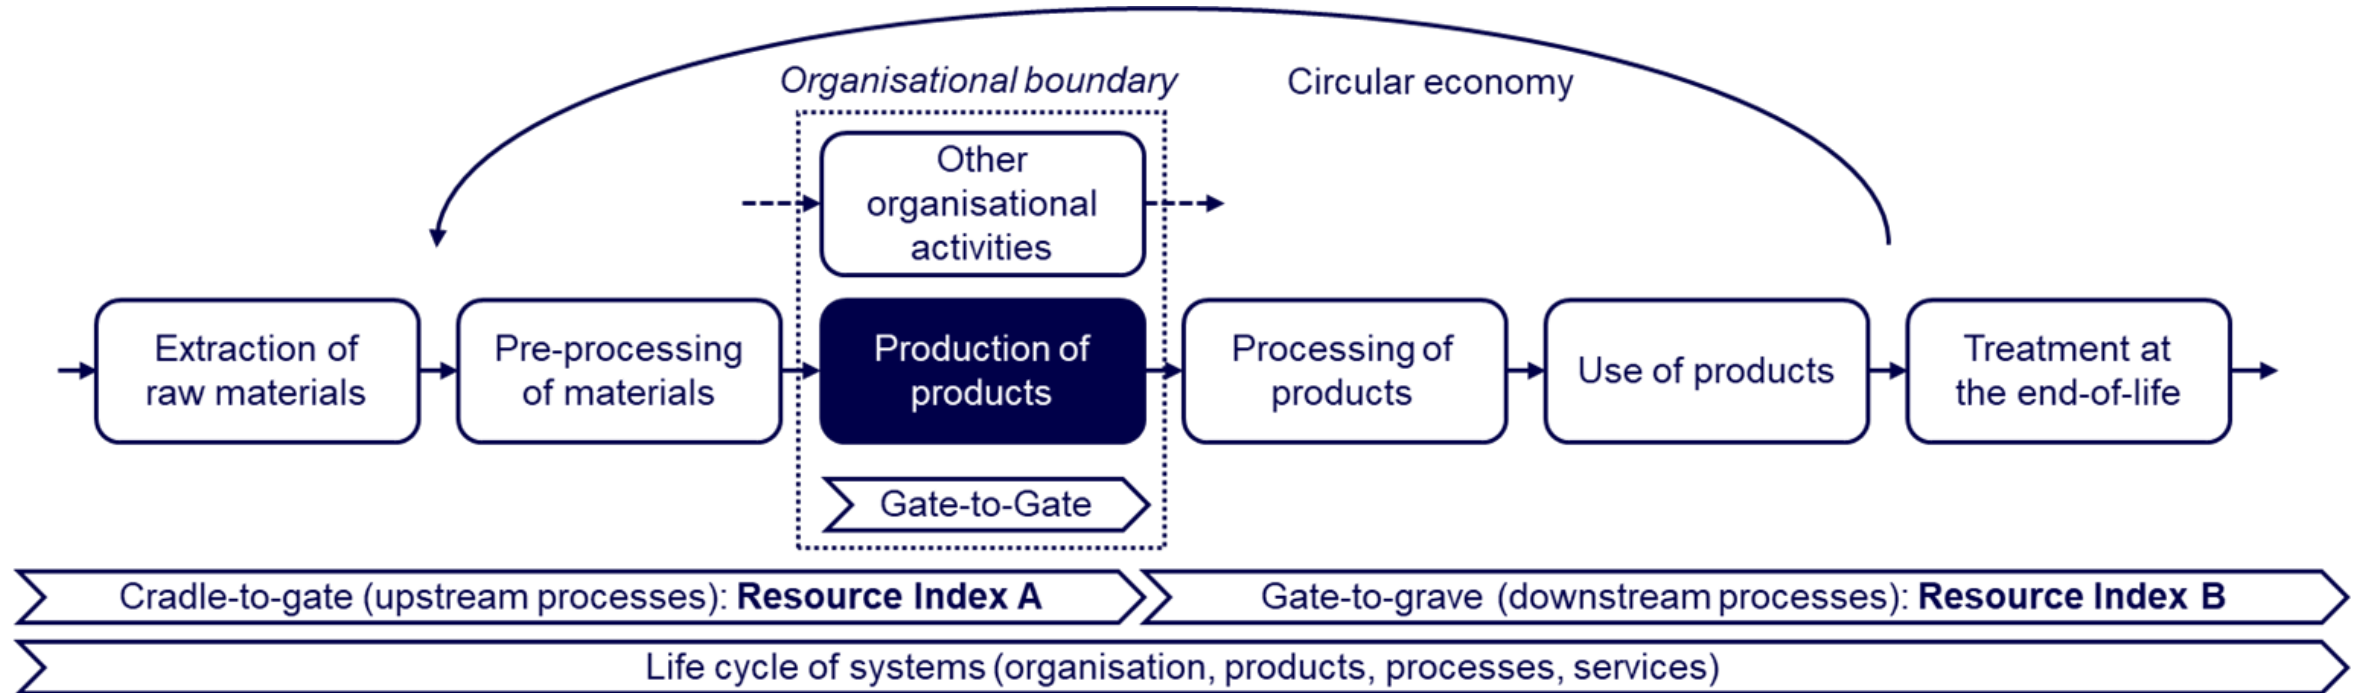 Organisational boundary
Circular economy
Other
organisational
activities
Extraction of
raw materials
Pre-processing
of materials
Production of
products
Processing of
products
Use of products
Treatment at
the end-of-life
Gate-to-Gate
Cradle-to-gate (upstream processes): Resource Index A
Gate-to-grave (downstream processes): Resource Index B
Life cycle of systems (organisation, products, processes, services)